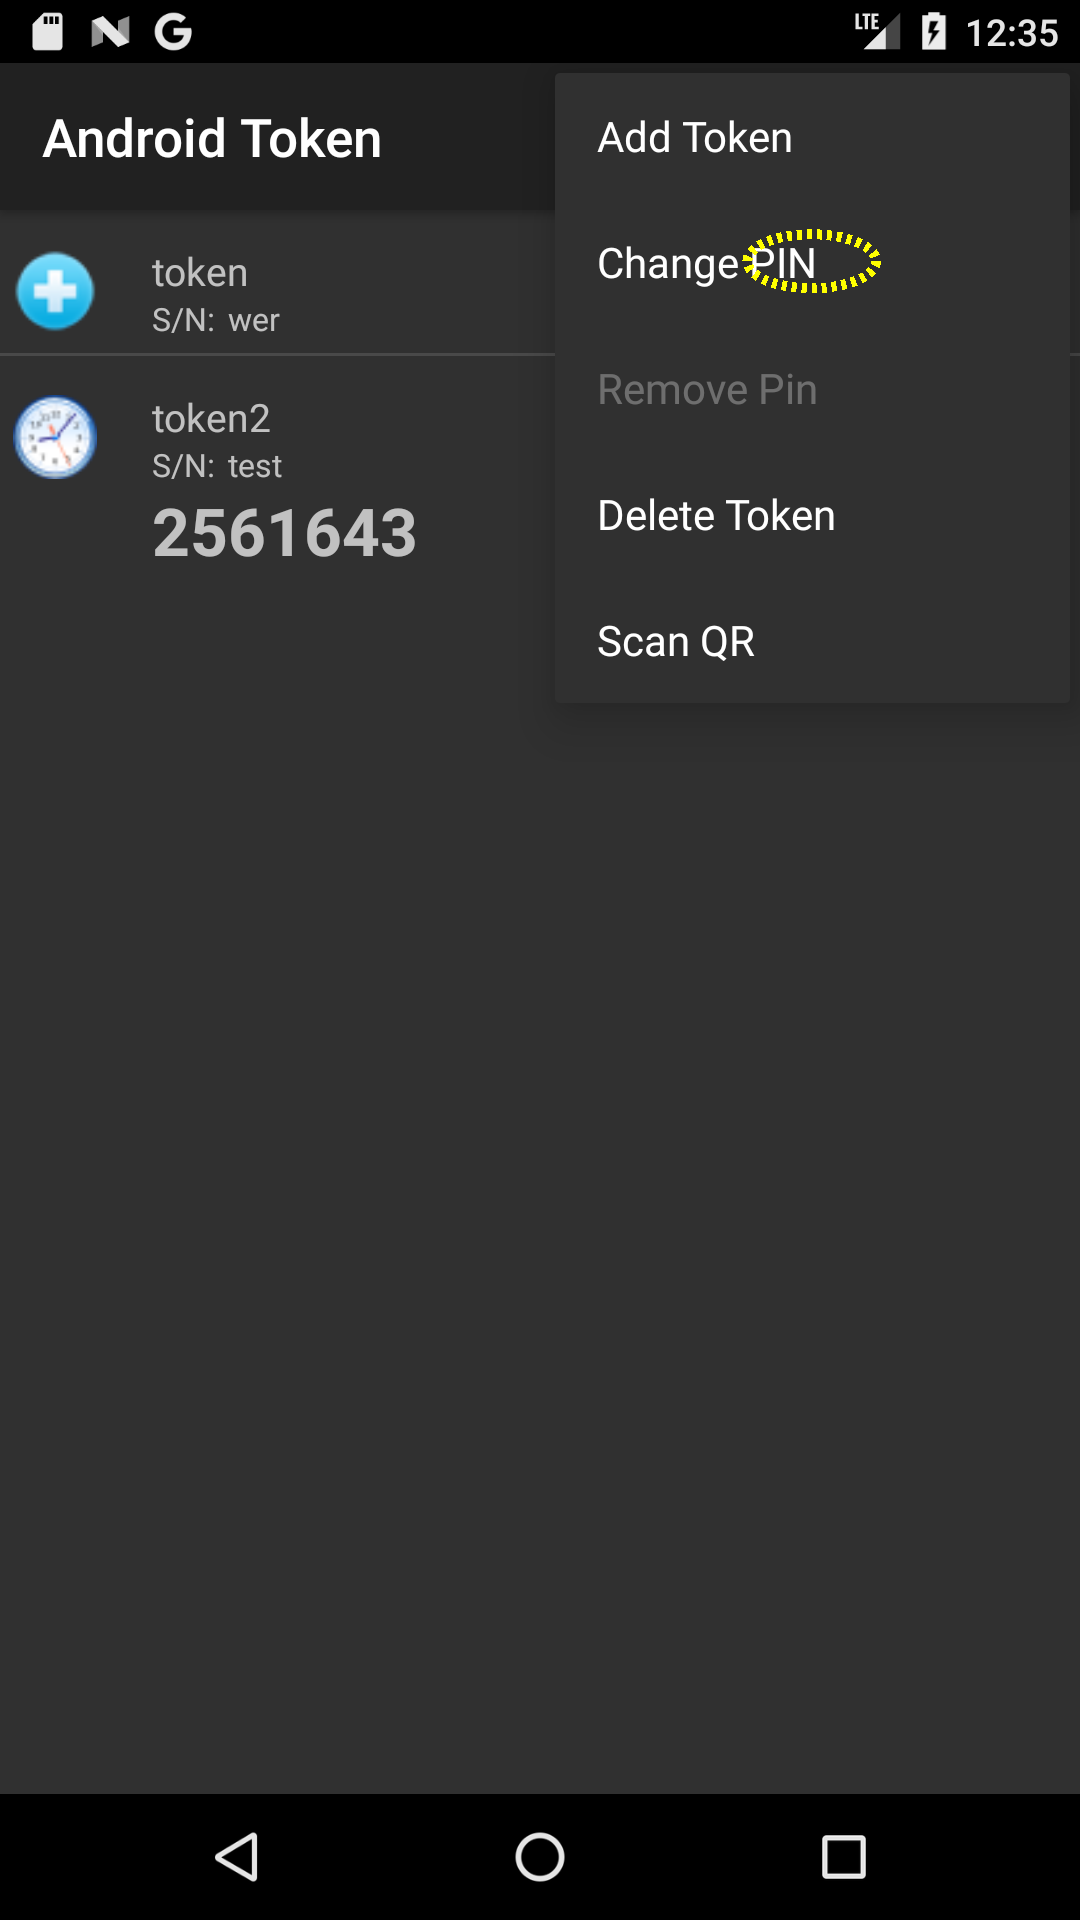 LTE 12:35
Android Token
Add Token
Change PIN
Remove Pin
Delete Token
Scan QR
token
S/N: wer
token2
S/N: test
2561643